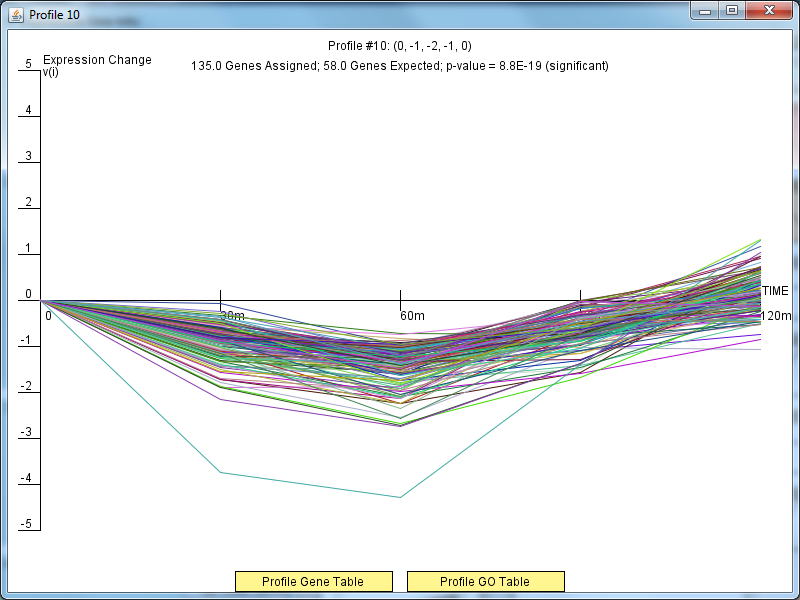 Profile 10
Profile #10: (0, -1, -2, -1, 0)
135.0 Genes Assigned; 58.0 Genes Expected; p-value = 8.8E-19 (significant)
Expression Change
v(i)
5
4
3
2
1
0
-1
-2
-3
-4
-5
0
30m
60m
120m
TIME
Profile Gene Table
Profile GO Table